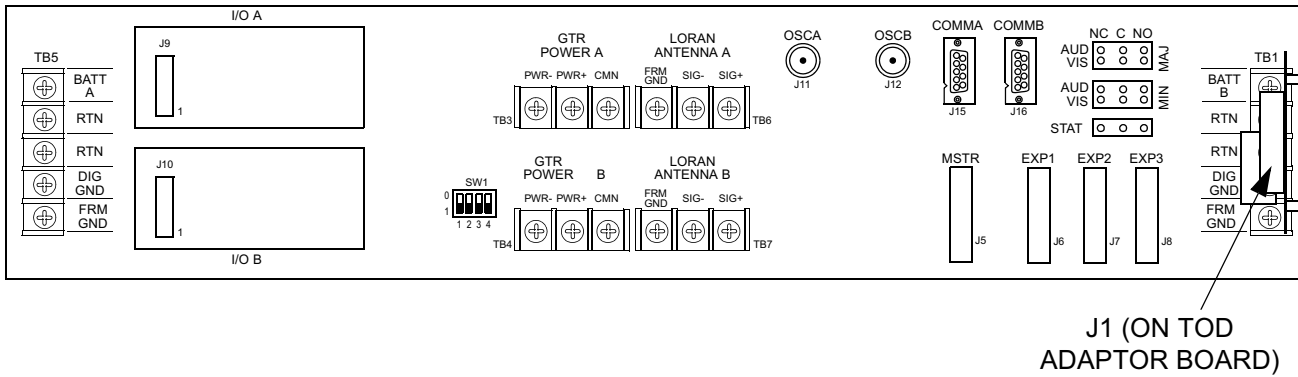 I/O A
J9
1
TB5
BATT
A
RTN
RTN
DIG
GND
FRM
GND
J10
1
I/O B
GTR
POWER A
PWR- PWR+ CMN
TB3
LORAN
ANTENNA A
FRM
GND
SIG- SIG+
TB6
SW1
0
1
1 2 3 4
GTR
POWER B
PWR- PWR+ CMN
TB4
LORAN
ANTENNA B
FRM
GND
SIG- SIG+
TB7
OSCA
J11
OSCB
J12
COMMA
J15
COMMB
J16
NC C NO
AUD
VIS
MAJ
AUD
VIS
MIN
STAT
MSTR
J5
EXP1
J6
EXP2
J7
EXP3
J8
TB1
BATT
B
RTN
RTN
DIG
GND
FRM
GND
J1 (ON TOD
ADAPTOR BOARD)